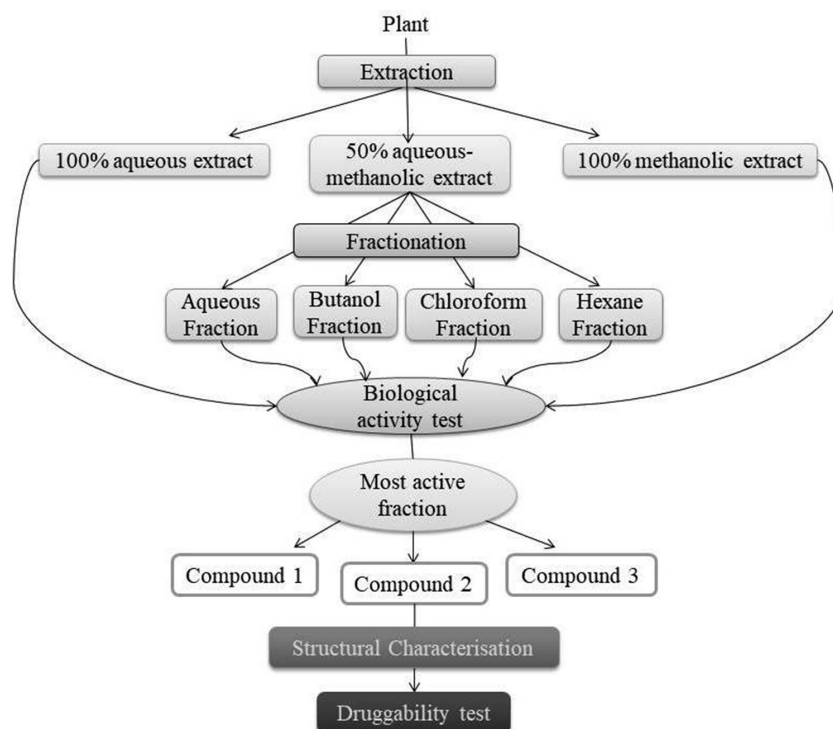 Plant
Extraction
100% aqueous extract
50% aqueous-
methanolic extract
100% methanolic extract
Fractionation
Aqueous
Fraction
Butanol
Fraction
Chloroform
Fraction
Hexane
Fraction
Biological
activity test
Most active
fraction
Compound 1
Compound 2
Compound 3
Structural Characterisation
Druggability test